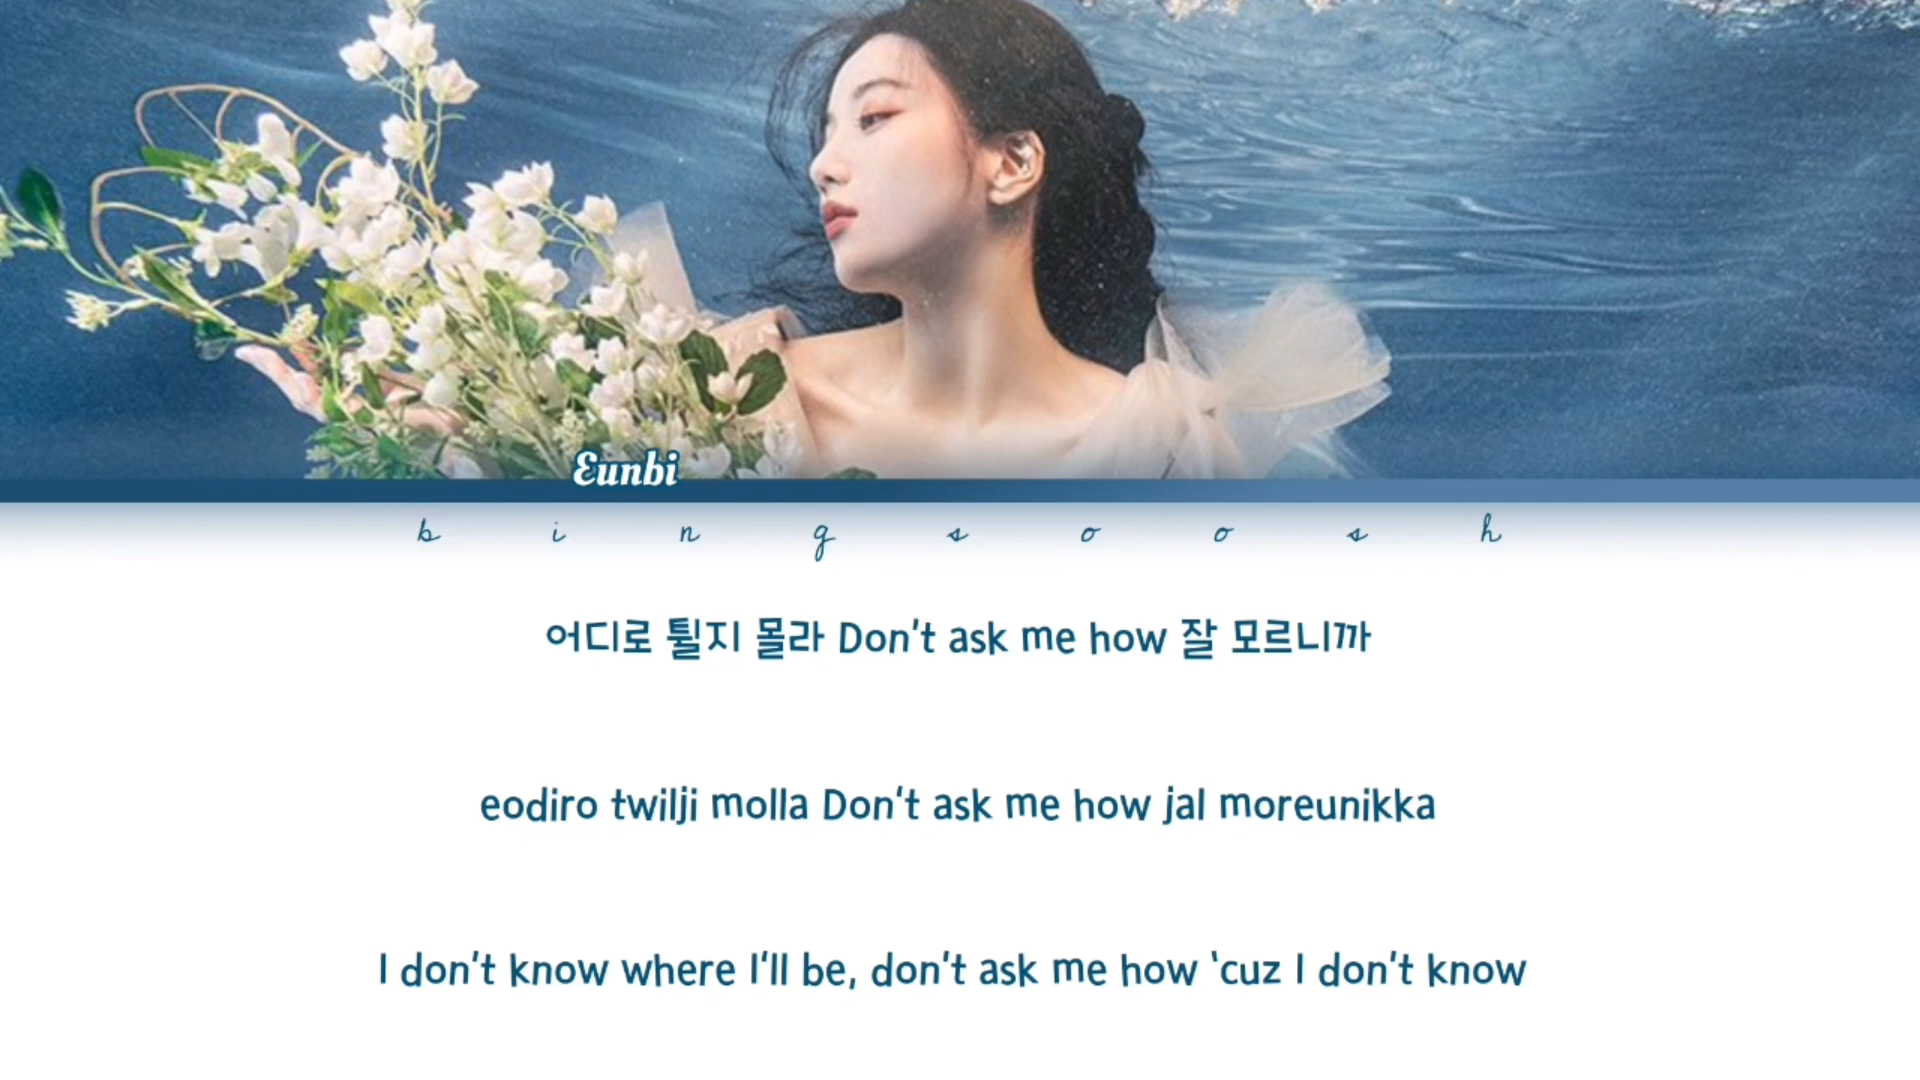 Eunbi
bingsoosh
어디로 튈지 몰라 Don't ask me how 잘 모르니까
eodiro twilji molla Don't ask me how jal moreunikka
I don't know where I'll be, don't ask me how 'cuz I don't know